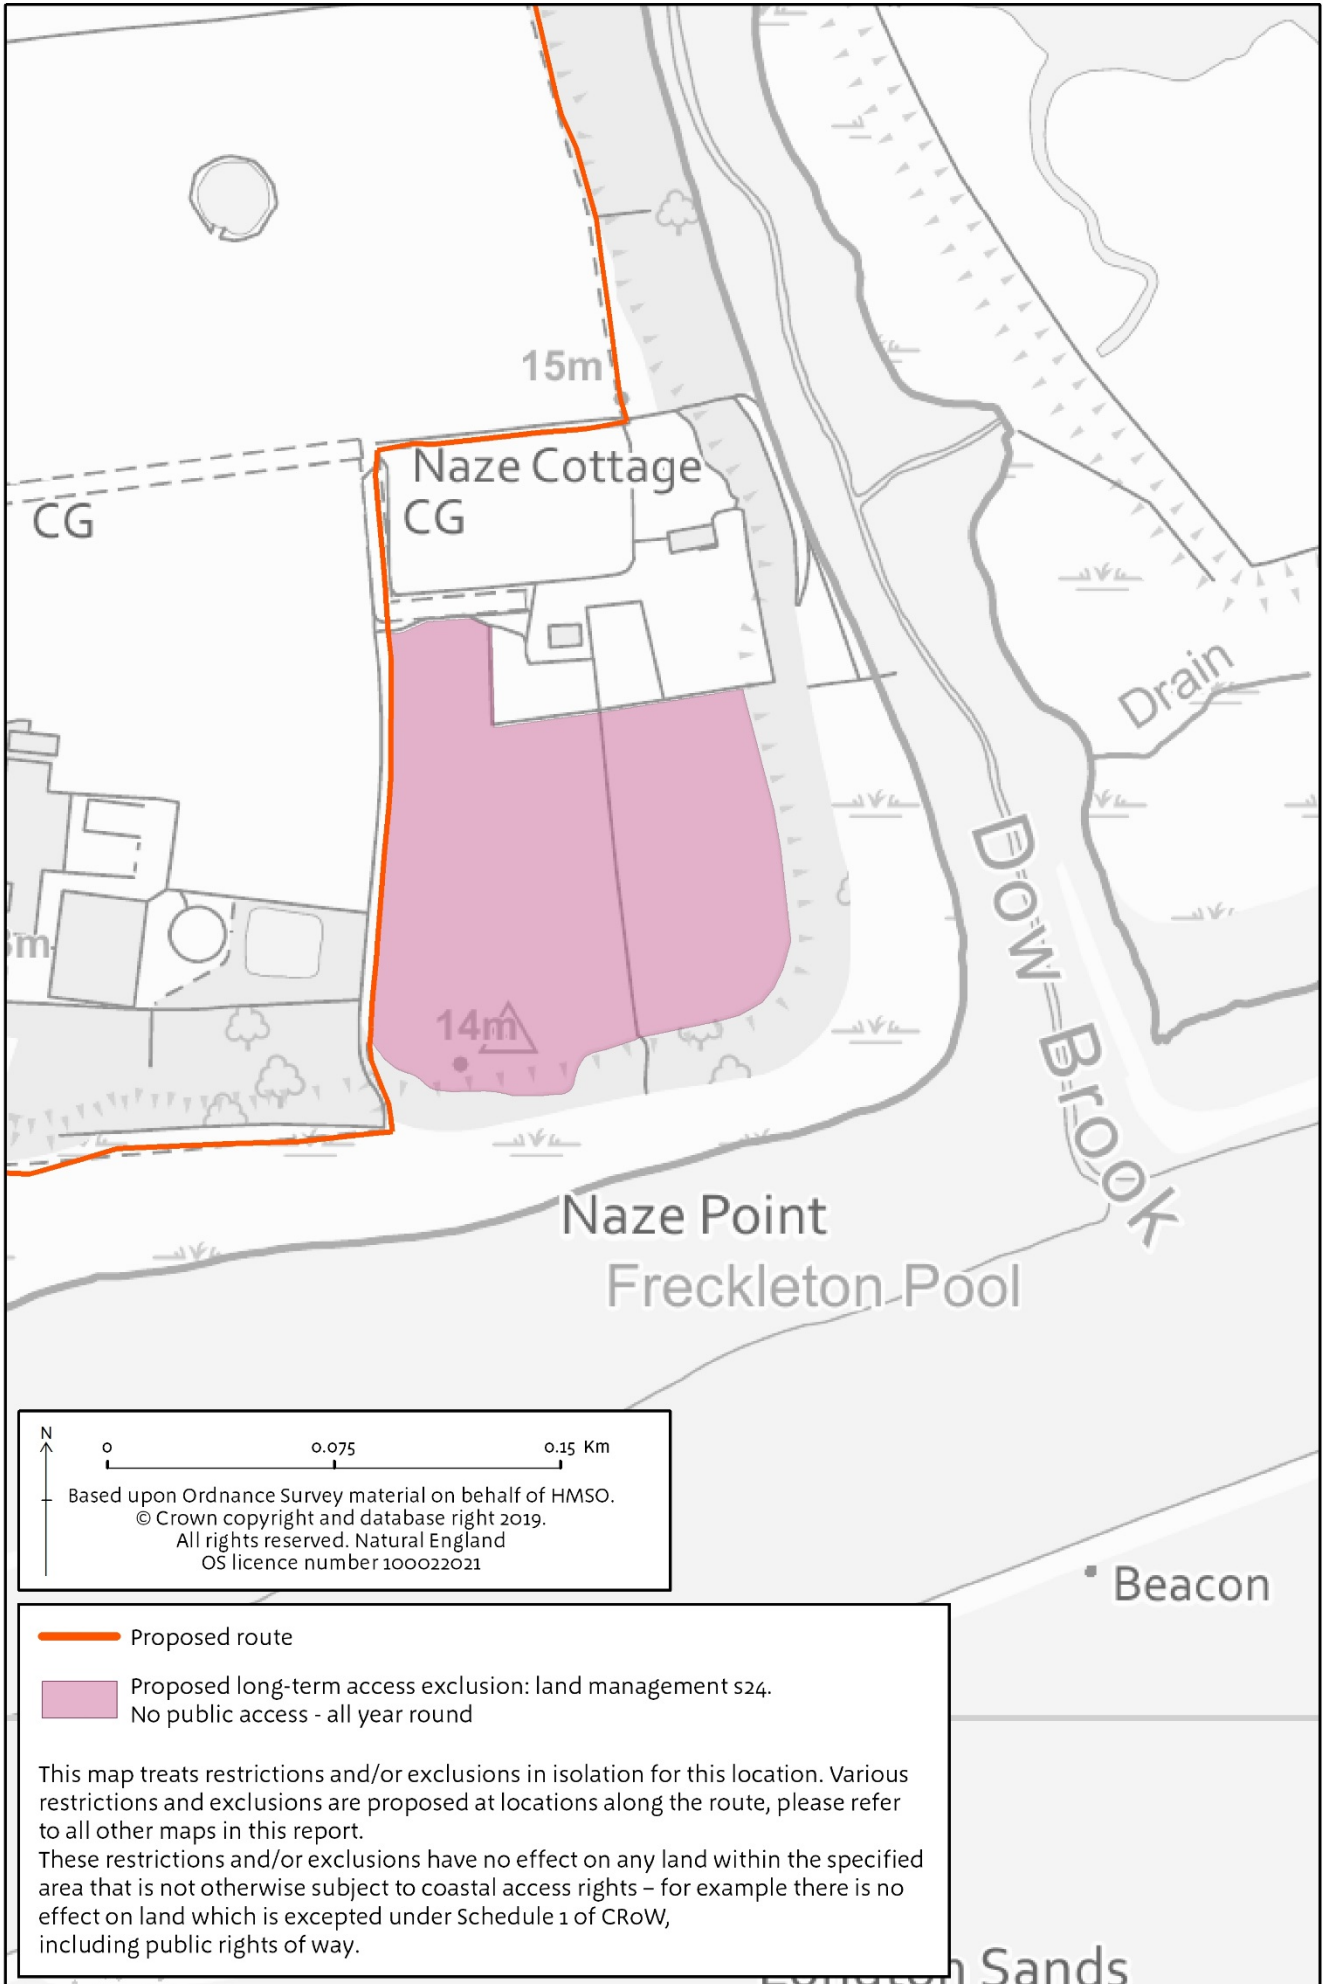 15m
Naze Cottage
CG
CG
Drain
Dow Brook
14m
Naze Point
Freckleton Pool
N
0 0.075 0.15 Km
Based upon Ordnance Survey material on behalf of HMSO.
© Crown copyright and database right 2019.
All rights reserved. Natural England
OS licence number 100022021
Beacon
Proposed route
Proposed long-term access exclusion: land management s24.
No public access - all year round
This map treats restrictions and/or exclusions in isolation for this location. Various
restrictions and exclusions are proposed at locations along the route, please refer
to all other maps in this report.
These restrictions and/or exclusions have no effect on any land within the specified
area that is not otherwise subject to coastal access rights – for example there is no
effect on land which is excepted under Schedule 1 of CRoW,
including public rights of way.
Sands